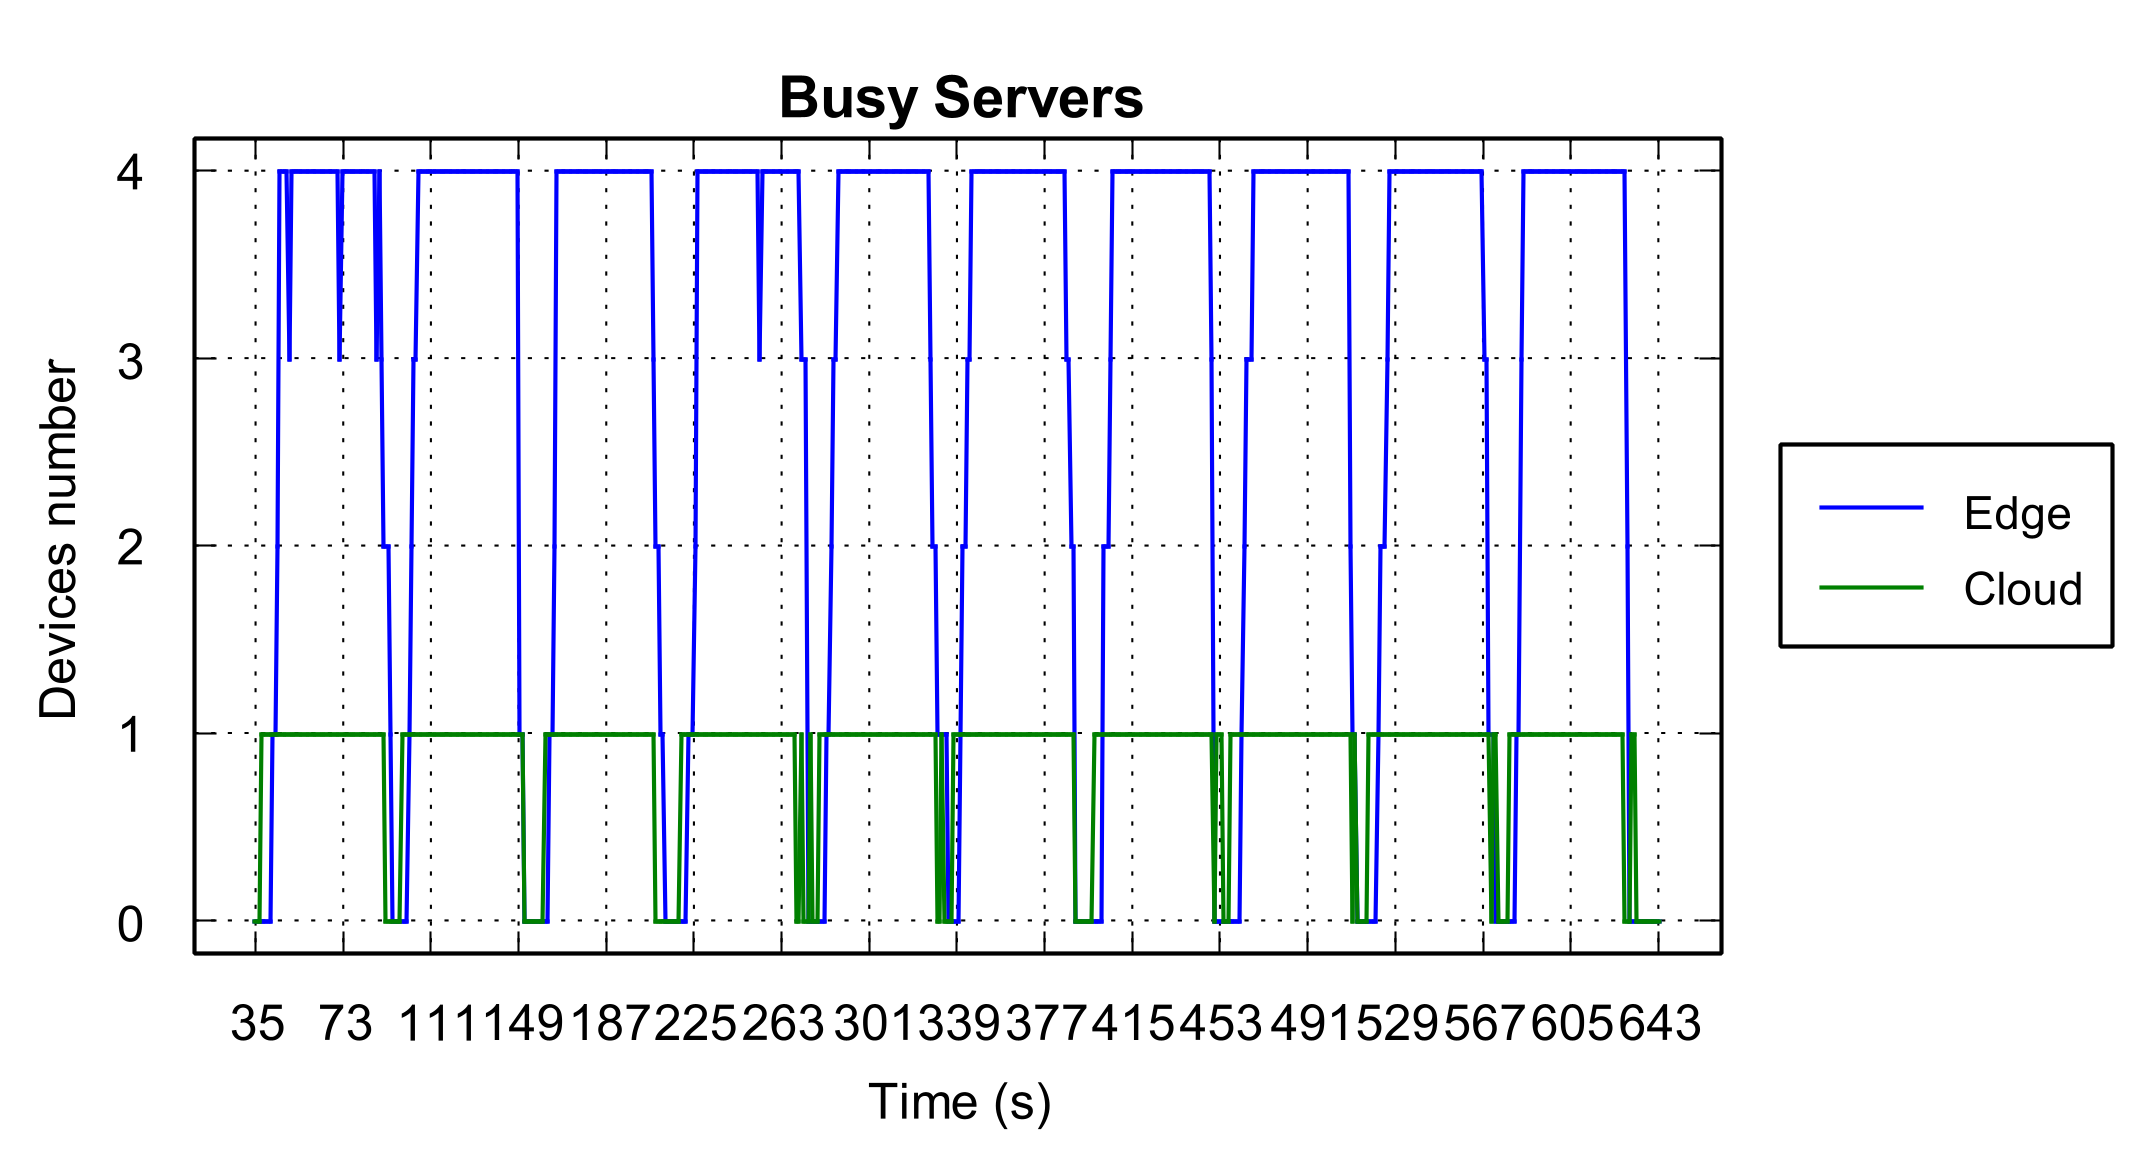 Busy Servers
4
3
2
1
0
Devices number
35 73 111 149 187 225 263 301 339 377 415 453 491 529 567 605 643
Time (s)
Edge
Cloud